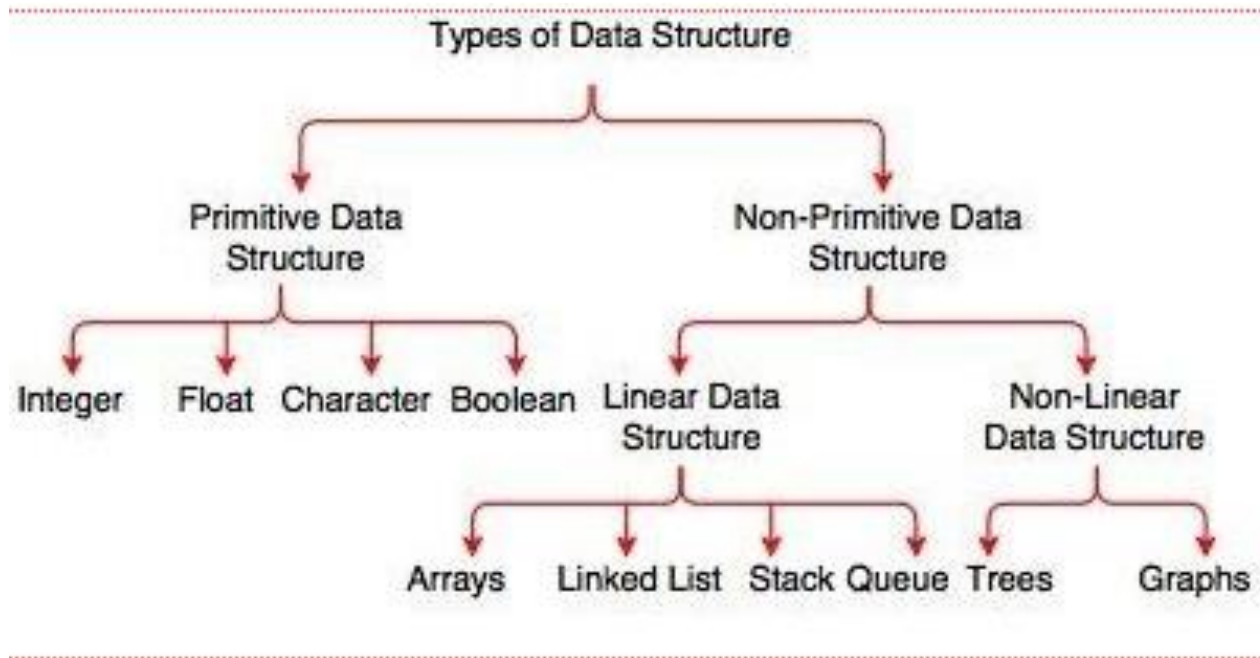 Types of Data Structure
Primitive Data
Structure
Non-Primitive Data
Structure
Integer
Float
Character
Boolean
Linear Data
Structure
Non-Linear
Data Structure
Arrays
Linked List
Stack
Queue
Trees
Graphs